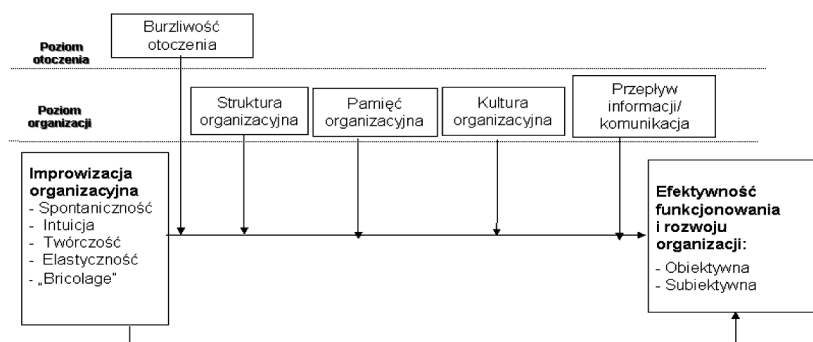 Burzliwość
otoczenia
Poziom
otoczenia
Poziom
organizacji
Struktura
organizacyjna
Pamięć
organizacyjna
Kultura
organizacyjna
Przepływ
informacji/
komunikacja
Improwizacja
organizacyjna
- Spontaniczność
- Intuicja
- Twórczość
- Elastyczność
- „Bricolage”
Efektywność
funkcjonowania
i rozwoju
organizacji:
- Obiektywna
- Subiektywna